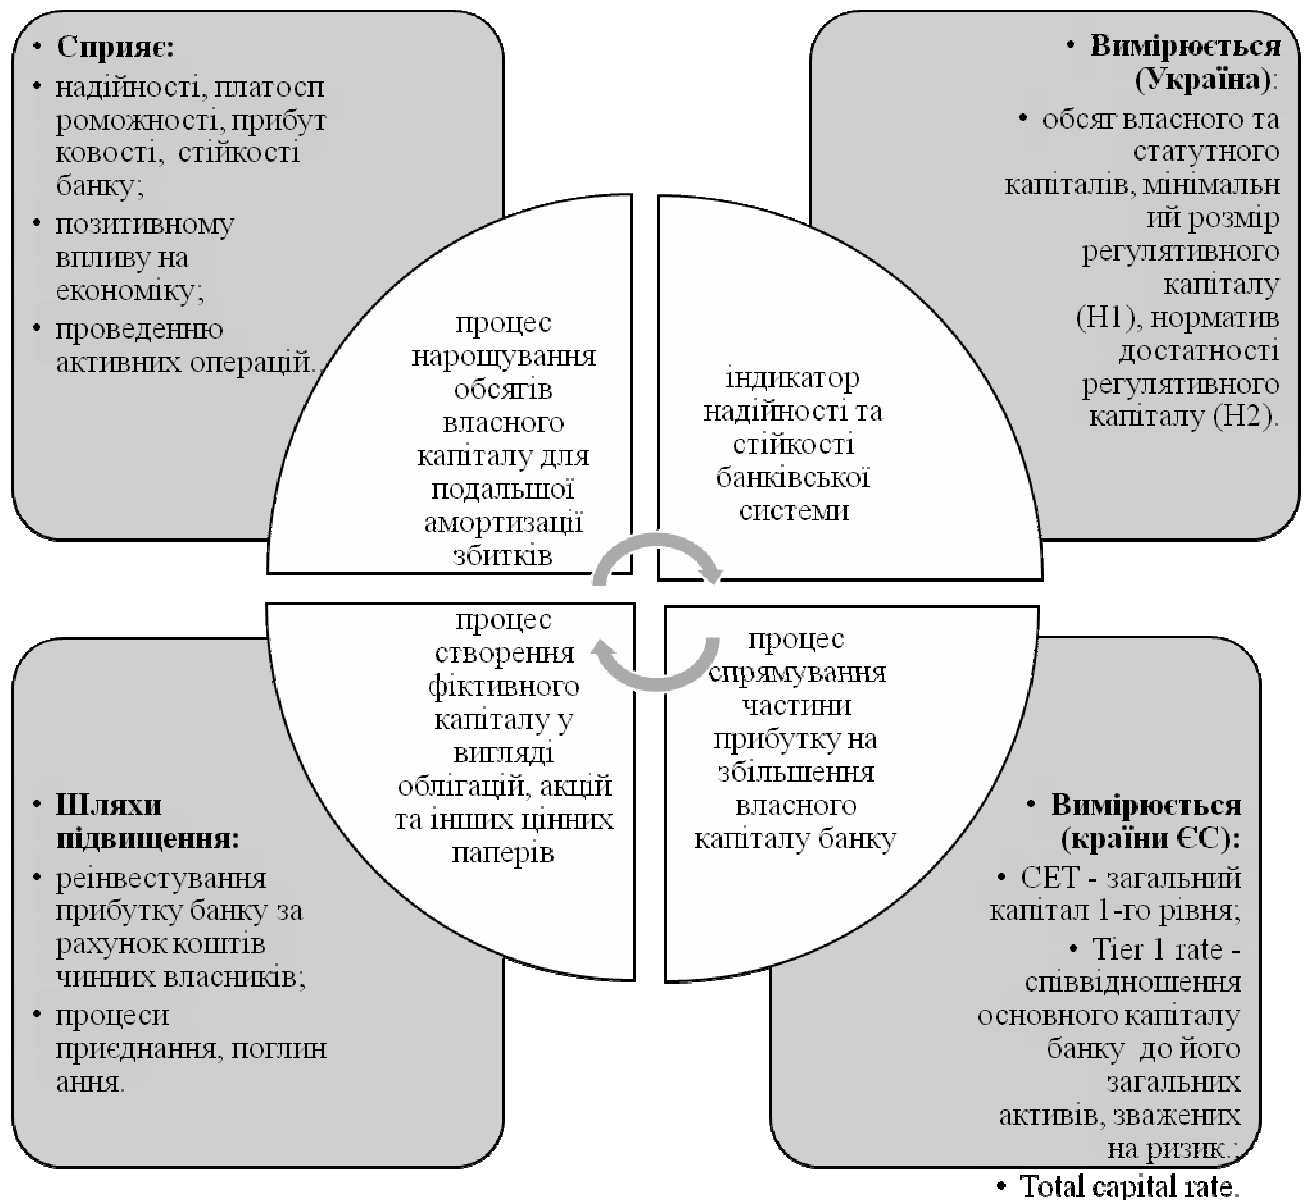 • Сприяє:
• надійності, платосп
роможності, прибут
ковості, стійкості
банку;
• позитивному
впливу на
економіку;
• проведенню
активних операцій.
• Вимірюється
(Україна):
• обсяг власного та
статутного
капіталів, мінімальн
ий розмір
регулятивного
капіталу
(Н1), норматив
достатності
регулятивного
капіталу (Н2).
процес
нарощування
обсягів
власного
капіталу для
подальшої
амортизації
збитків
індикатор
надійності та
стійкості
банківської
системи
процес
створення
фіктивного
капіталу у
вигляді
облігацій, акцій
та інших цінних
паперів
процес
спрямування
частини
прибутку на
збільшення
власного
капіталу банку
• Шляхи
підвищення:
• реінвестування
прибутку банку за
рахунок коштів
чинних власників;
• процеси
приєднання, поглин
ання.
• Вимірюється
(країни ЄС):
• CET - загальний
капітал 1-го рівня;
• Tier 1 rate -
співвідношення
основного капіталу
банку до його
загальних
активів, зважених
на ризик.;
• Total capital rate.